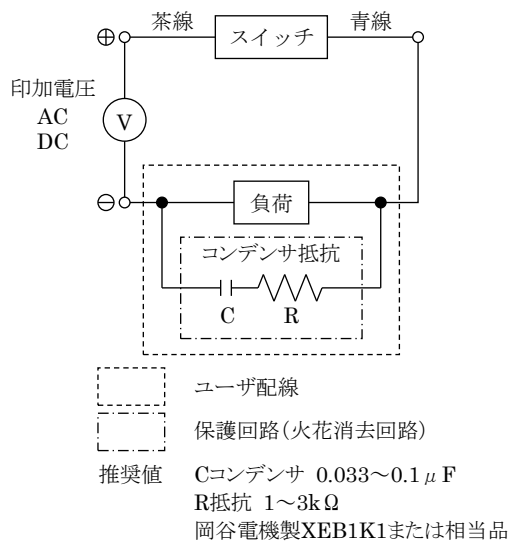 茶線
スイッチ
青線
⊕
印加電圧
AC
DC
V
⊖
負荷
コンデンサ抵抗
C
R
ユーザ配線
保護回路(火花消去回路)
推奨値
Cコンデンサ 0.033~0.1μF
R抵抗 1~3kΩ
岡谷電機製XEB1K1または相当品